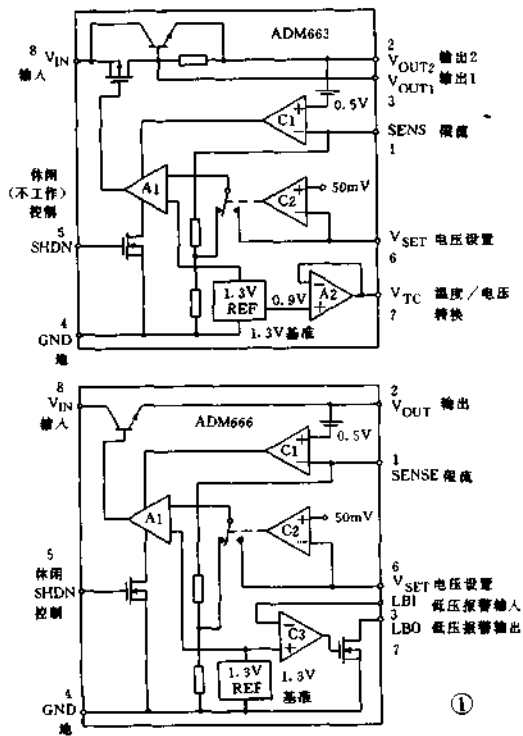 ADM663
8
V_IN
输入
2
V_OUT2 输出2
V_OUT1 输出1
3
0.5V
C1
SENS 限流
1
休闲
(不工作)
控制
A1
50mV
C2
5
SHDN
V_SET 电压设置
6
1.3V
REF
0.9V
A2
V_TC 温度/电压
7 转换
1.3V基准
4
GND
地
8
V_IN
输入
ADM666
2
V_OUT 输出
0.5V
C1
1
SENSE 限流
A1
50mV
C2
5
休闲
SHDN
控制
6
V_SET 电压设置
LBI 低压报警输入
3
LBO 低压报警输出
7
C3
1.3V
REF
1.3V
基准
4
GND
地
①